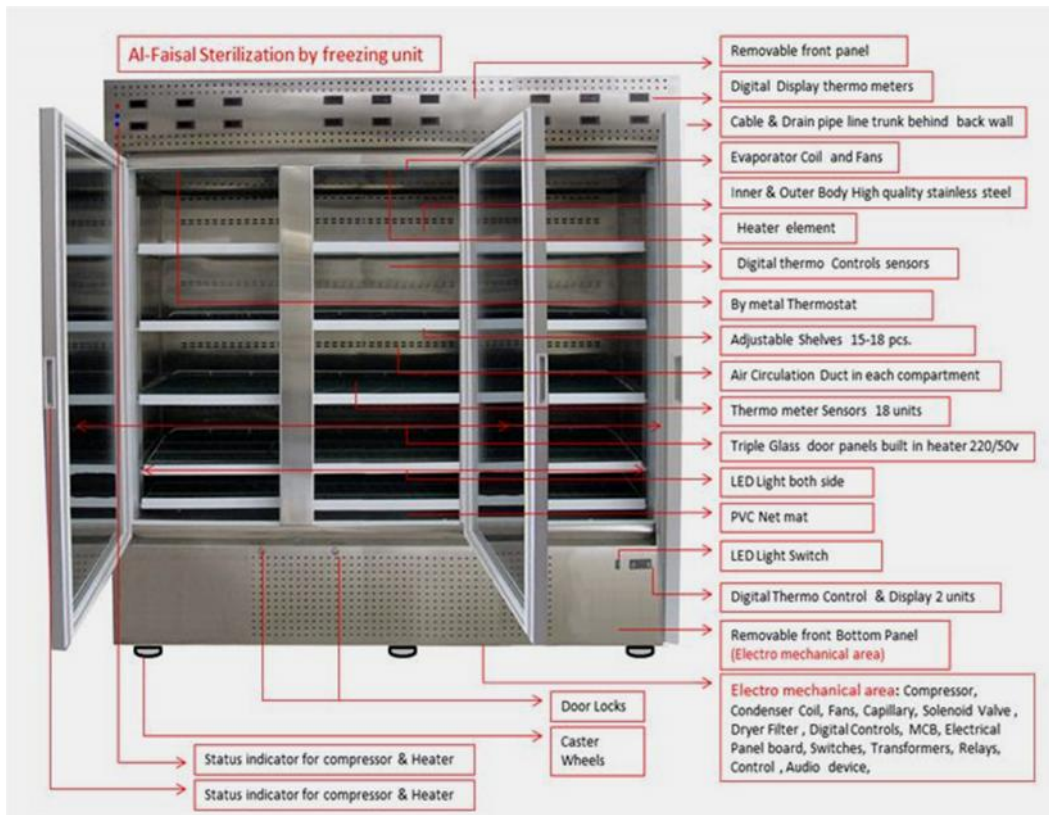 Al-Faisal Sterilization by freezing unit
Removable front panel
Digital Display thermo meters
Cable & Drain pipe line trunk behind back wall
Evaporator Coil and Fans
Inner & Outer Body High quality stainless steel
Heater element
Digital thermo Controls sensors
By metal Thermostat
Adjustable Shelves 15-18 pcs.
Air Circulation Duct in each compartment
Thermo meter Sensors 18 units
Triple Glass door panels built in heater 220/50v
LED Light both side
PVC Net mat
LED Light Switch
Digital Thermo Control & Display 2 units
Removable front Bottom Panel
(Electro mechanical area)
Electro mechanical area: Compressor,
Condenser Coil, Fans, Capillary, Solenoid Valve ,
Dryer Filter , Digital Controls, MCB, Electrical
Panel board, Switches, Transformers, Relays,
Control , Audio device,
Door Locks
Caster
Wheels
Status indicator for compressor & Heater
Status indicator for compressor & Heater